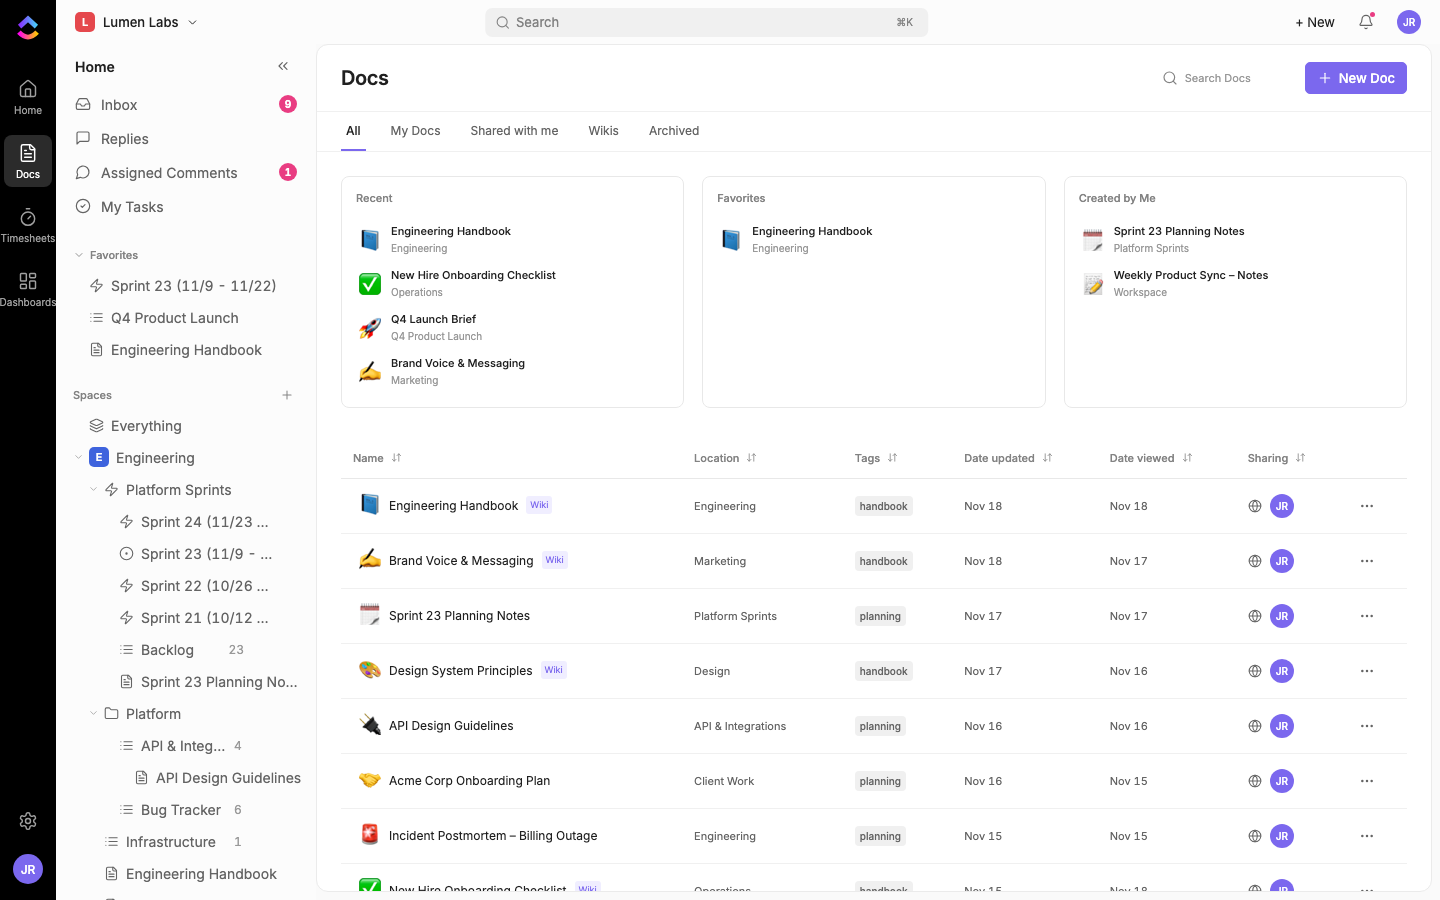 L Lumen Labs
Search ⌘K
+ New
JR
Home
Docs
Timesheets
Dashboards
JR
Home
Inbox 9
Replies
Assigned Comments 1
My Tasks
Favorites
Sprint 23 (11/9 - 11/22)
Q4 Product Launch
Engineering Handbook
Spaces
Everything
E Engineering
Platform Sprints
Sprint 24 (11/23 ...
Sprint 23 (11/9 - ...
Sprint 22 (10/26 ...
Sprint 21 (10/12 ...
Backlog 23
Sprint 23 Planning No...
Platform
API & Integ... 4
API Design Guidelines
Bug Tracker 6
Infrastructure 1
Engineering Handbook
Docs
Search Docs
+ New Doc
All My Docs Shared with me Wikis Archived
Recent
Engineering Handbook
Engineering
New Hire Onboarding Checklist
Operations
Q4 Launch Brief
Q4 Product Launch
Brand Voice & Messaging
Marketing
Favorites
Engineering Handbook
Engineering
Created by Me
Sprint 23 Planning Notes
Platform Sprints
Weekly Product Sync – Notes
Workspace
Name Location Tags Date updated Date viewed Sharing
Engineering Handbook Wiki Engineering handbook Nov 18 Nov 18 JR
Brand Voice & Messaging Wiki Marketing handbook Nov 18 Nov 17 JR
Sprint 23 Planning Notes Platform Sprints planning Nov 17 Nov 17 JR
Design System Principles Wiki Design handbook Nov 17 Nov 16 JR
API Design Guidelines API & Integrations planning Nov 16 Nov 16 JR
Acme Corp Onboarding Plan Client Work planning Nov 16 Nov 15 JR
Incident Postmortem – Billing Outage Engineering planning Nov 15 Nov 15 JR
New Hire Onboarding Checklist Wiki Operations handbook Nov 15 Nov 18 JR